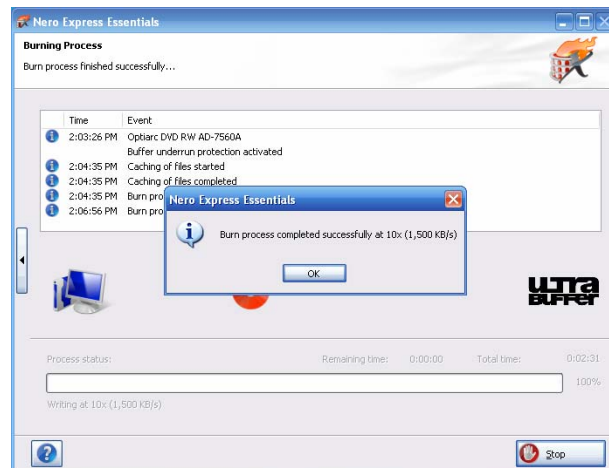 Nero Express Essentials
Burning Process
Burn process finished successfully...
Time Event
2:03:26 PM Optiarc DVD RW AD-7560A
Buffer underrun protection activated
2:04:35 PM Caching of files started
2:04:35 PM Caching of files completed
2:04:35 PM Burn pro
2:06:56 PM Burn pro
Nero Express Essentials
Burn process completed successfully at 10x (1,500 KB/s)
OK
ULTRA
BUFFER
Process status: Remaining time: 0:00:00 Total time: 0:02:31
100%
Writing at 10x (1,500 KB/s)
Stop